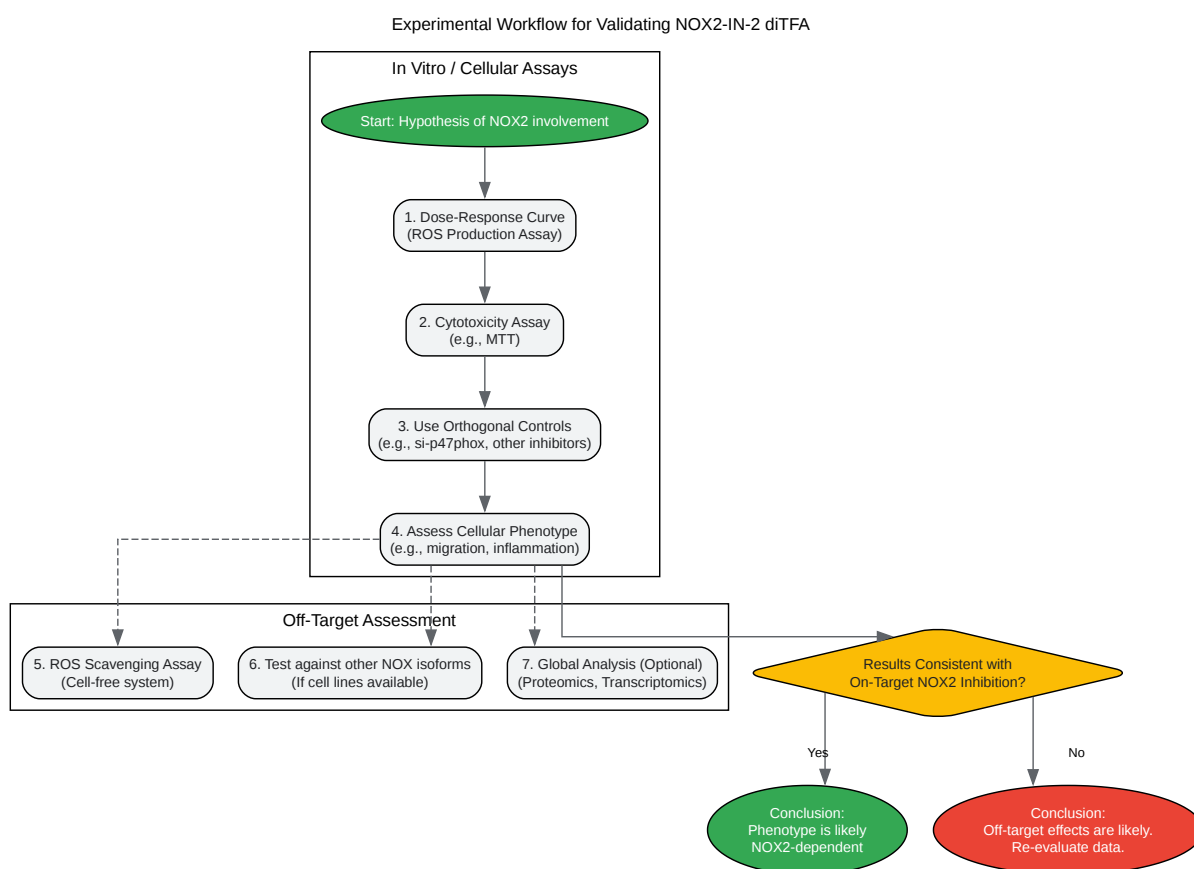 Experimental Workflow for Validating NOX2-IN-2 diTFA
In Vitro / Cellular Assays
Start: Hypothesis of NOX2 involvement
1. Dose-Response Curve
(ROS Production Assay)
2. Cytotoxicity Assay
(e.g., MTT)
3. Use Orthogonal Controls
(e.g., si-p47phox, other inhibitors)
4. Assess Cellular Phenotype
(e.g., migration, inflammation)
Off-Target Assessment
5. ROS Scavenging Assay
(Cell-free system)
6. Test against other NOX isoforms
(If cell lines available)
7. Global Analysis (Optional)
(Proteomics, Transcriptomics)
Results Consistent with
On-Target NOX2 Inhibition?
Yes
No
Conclusion:
Phenotype is likely
NOX2-dependent
Conclusion:
Off-target effects are likely.
Re-evaluate data.